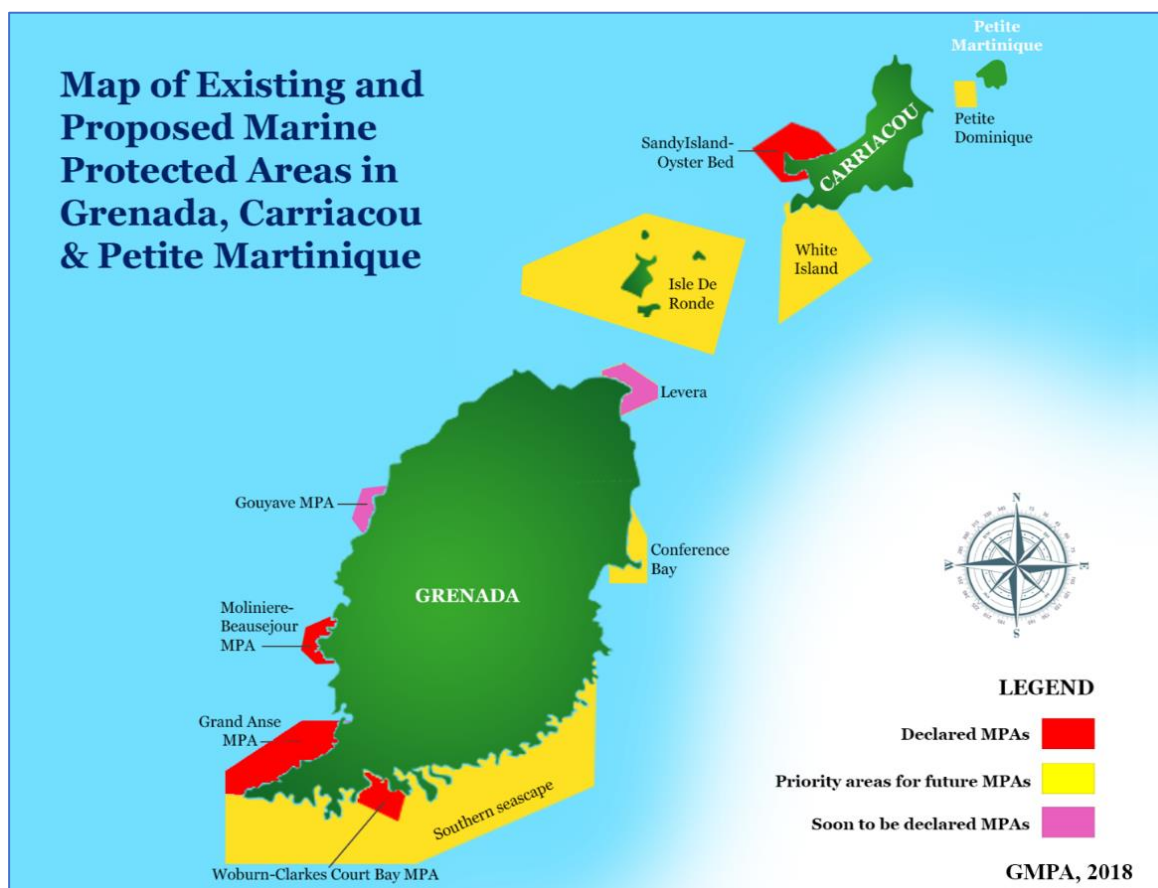 Map of Existing and
Proposed Marine
Protected Areas in
Grenada, Carriacou
& Petite Martinique
Petite
Martinique
Petite
Dominique
SandyIsland-
Oyster Bed
CARRIACOU
White
Island
Isle De
Ronde
Levera
Gouyave MPA
Conference
Bay
GRENADA
Moliniere-
Beausejour
MPA
Grand Anse
MPA
Southern seascape
Woburn-Clarkes Court Bay MPA
N
W
E
S
LEGEND
Declared MPAs
Priority areas for future MPAs
Soon to be declared MPAs
GMPA, 2018